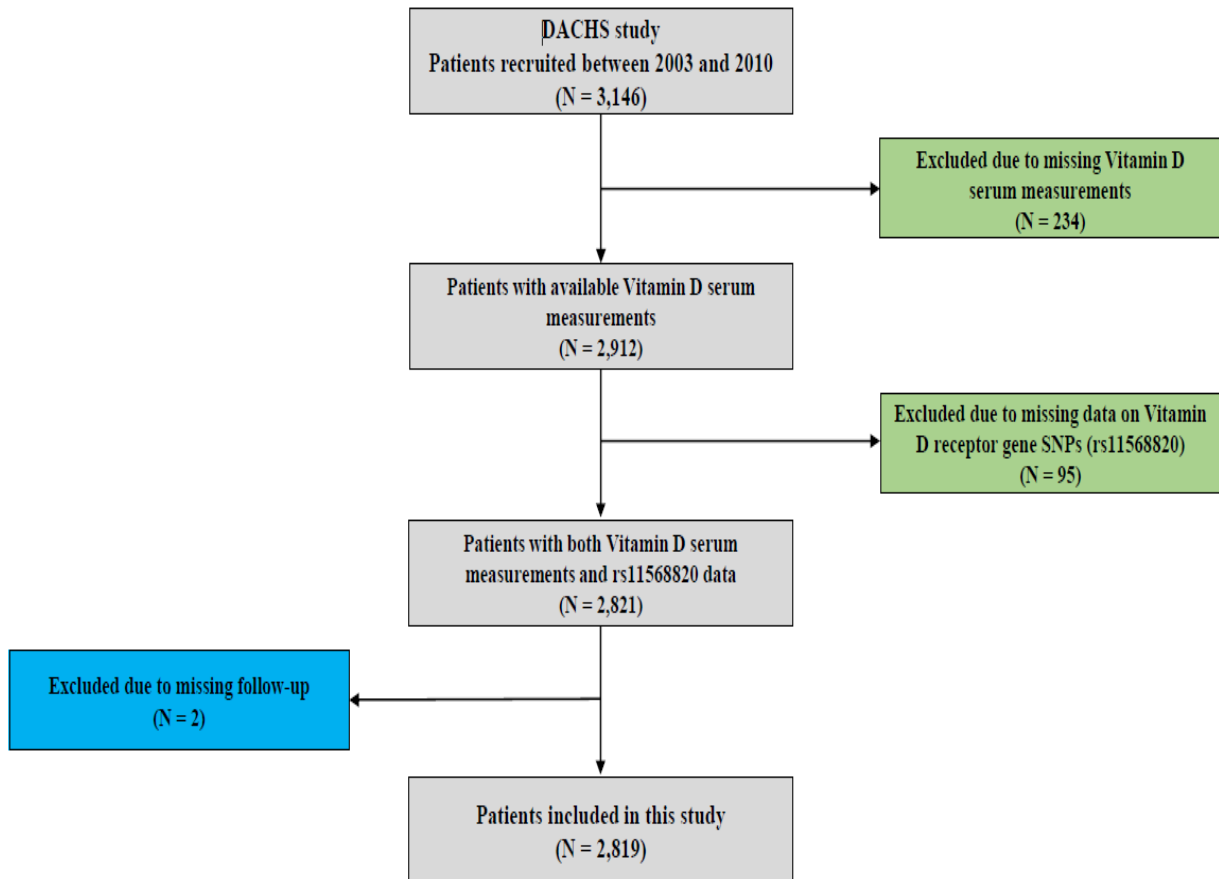 DACHS study
Patients recruited between 2003 and 2010
(N = 3,146)
Excluded due to missing Vitamin D
serum measurements
(N = 234)
Patients with available Vitamin D serum
measurements
(N = 2,912)
Excluded due to missing data on Vitamin
D receptor gene SNPs (rs11568820)
(N = 95)
Patients with both Vitamin D serum
measurements and rs11568820 data
(N = 2,821)
Excluded due to missing follow-up
(N = 2)
Patients included in this study
(N = 2,819)